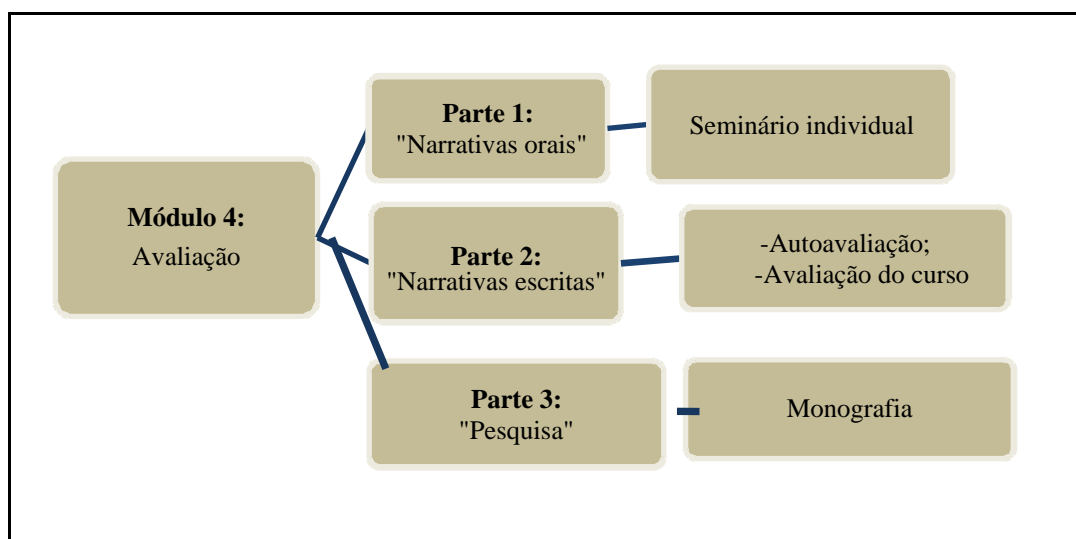 Módulo 4:
Avaliação
Parte 1:
"Narrativas orais"
Seminário individual
Parte 2:
"Narrativas escritas"
-Autoavaliação;
-Avaliação do curso
Parte 3:
"Pesquisa"
Monografia